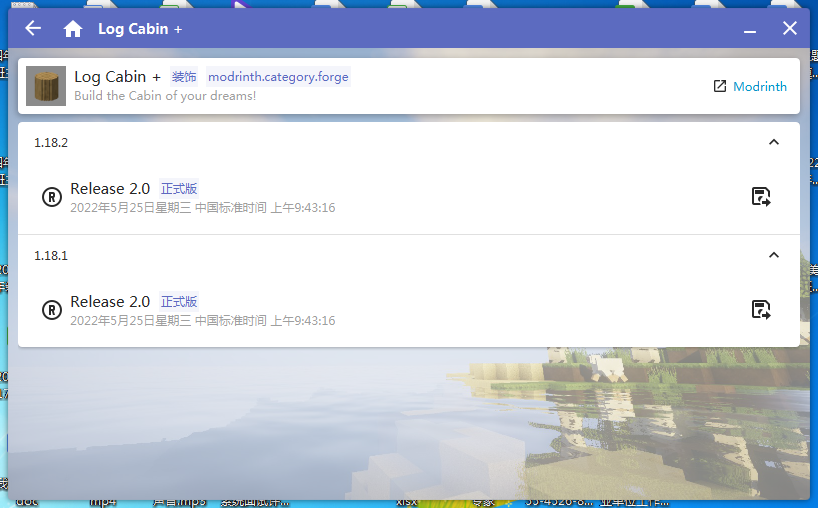 Log Cabin +
Log Cabin + 装饰 modrinth.category.forge
Build the Cabin of your dreams!
Modrinth
1.18.2
Release 2.0 正式版
2022年5月25日星期三 中国标准时间 上午9:43:16
1.18.1
Release 2.0 正式版
2022年5月25日星期三 中国标准时间 上午9:43:16